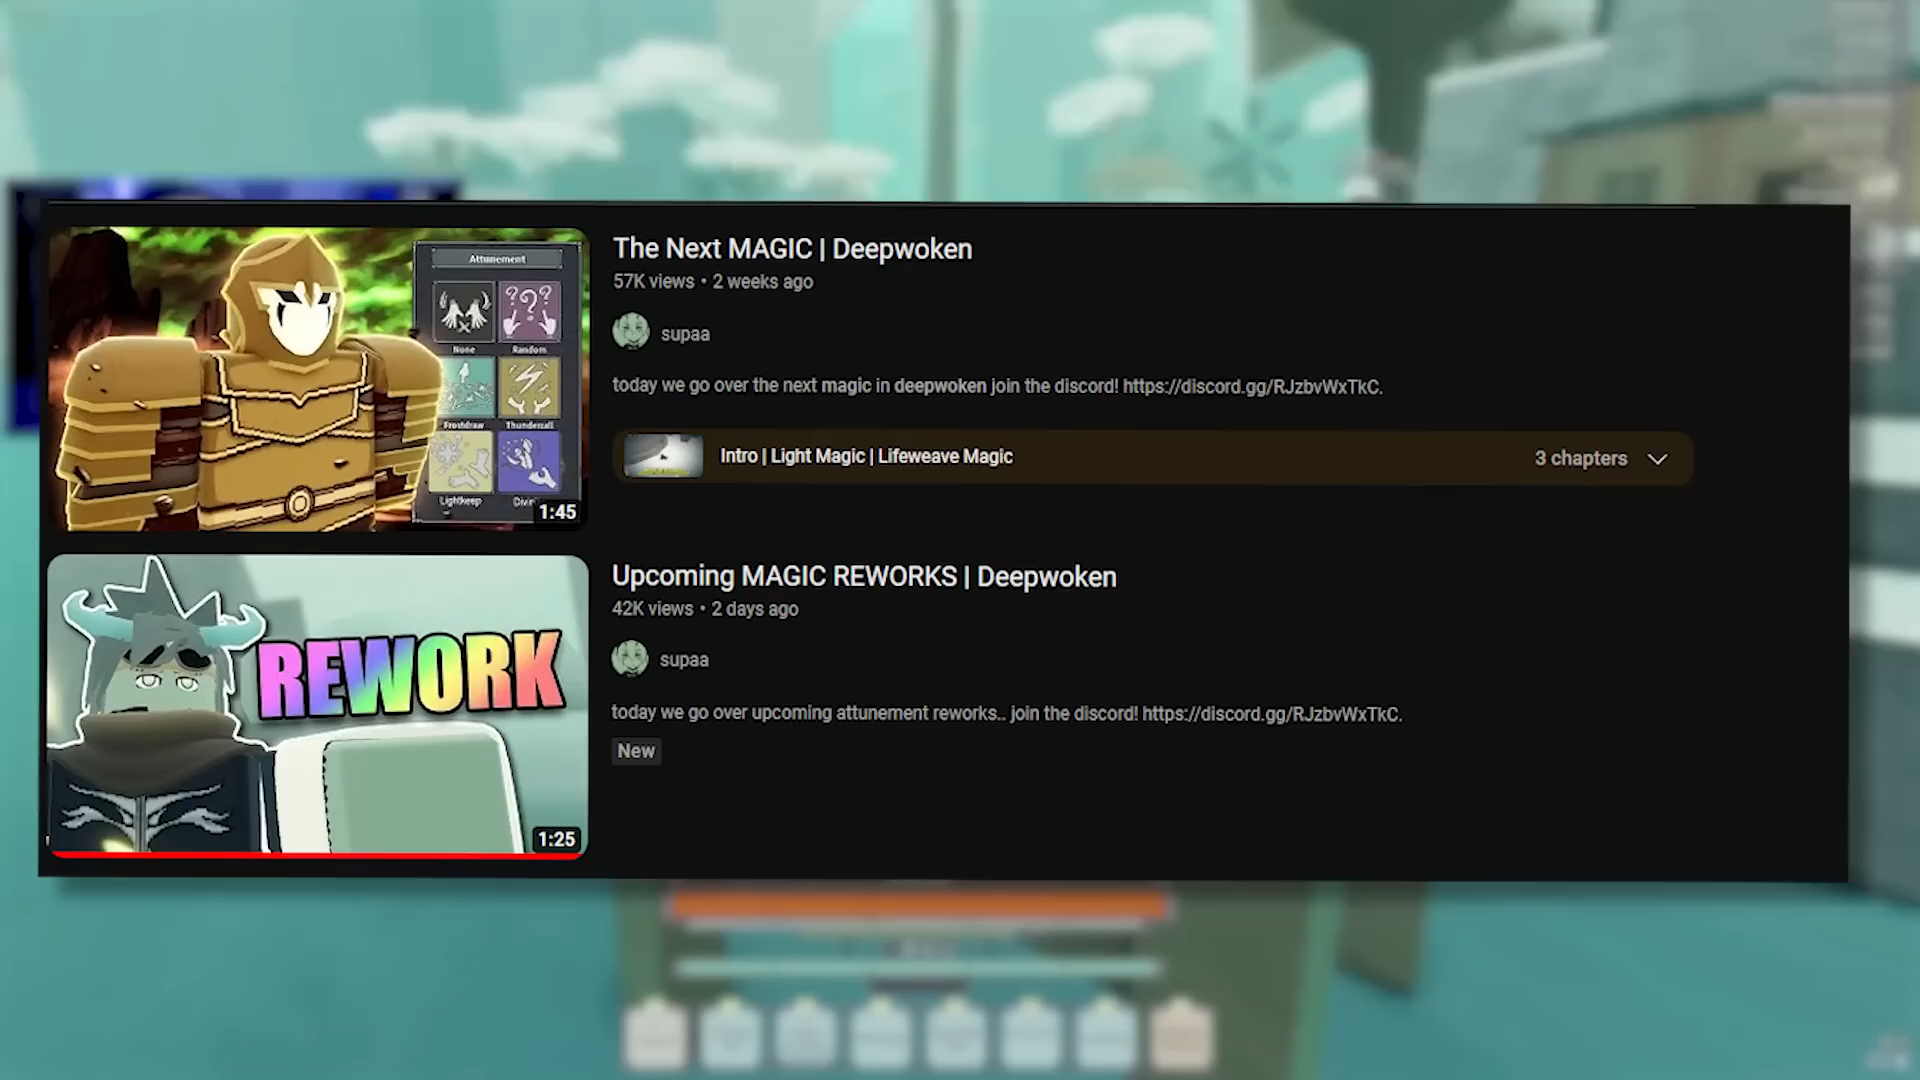 Attunement
None
Random
Frostdraw
Thundercall
Lightkeep
1:45
The Next MAGIC | Deepwoken
57K views • 2 weeks ago
supaa
today we go over the next magic in deepwoken join the discord! https://discord.gg/RJzbvWxTkC.
Intro | Light Magic | Lifeweave Magic
3 chapters
REWORK
1:25
Upcoming MAGIC REWORKS | Deepwoken
42K views • 2 days ago
supaa
today we go over upcoming attunement reworks.. join the discord! https://discord.gg/RJzbvWxTkC.
New